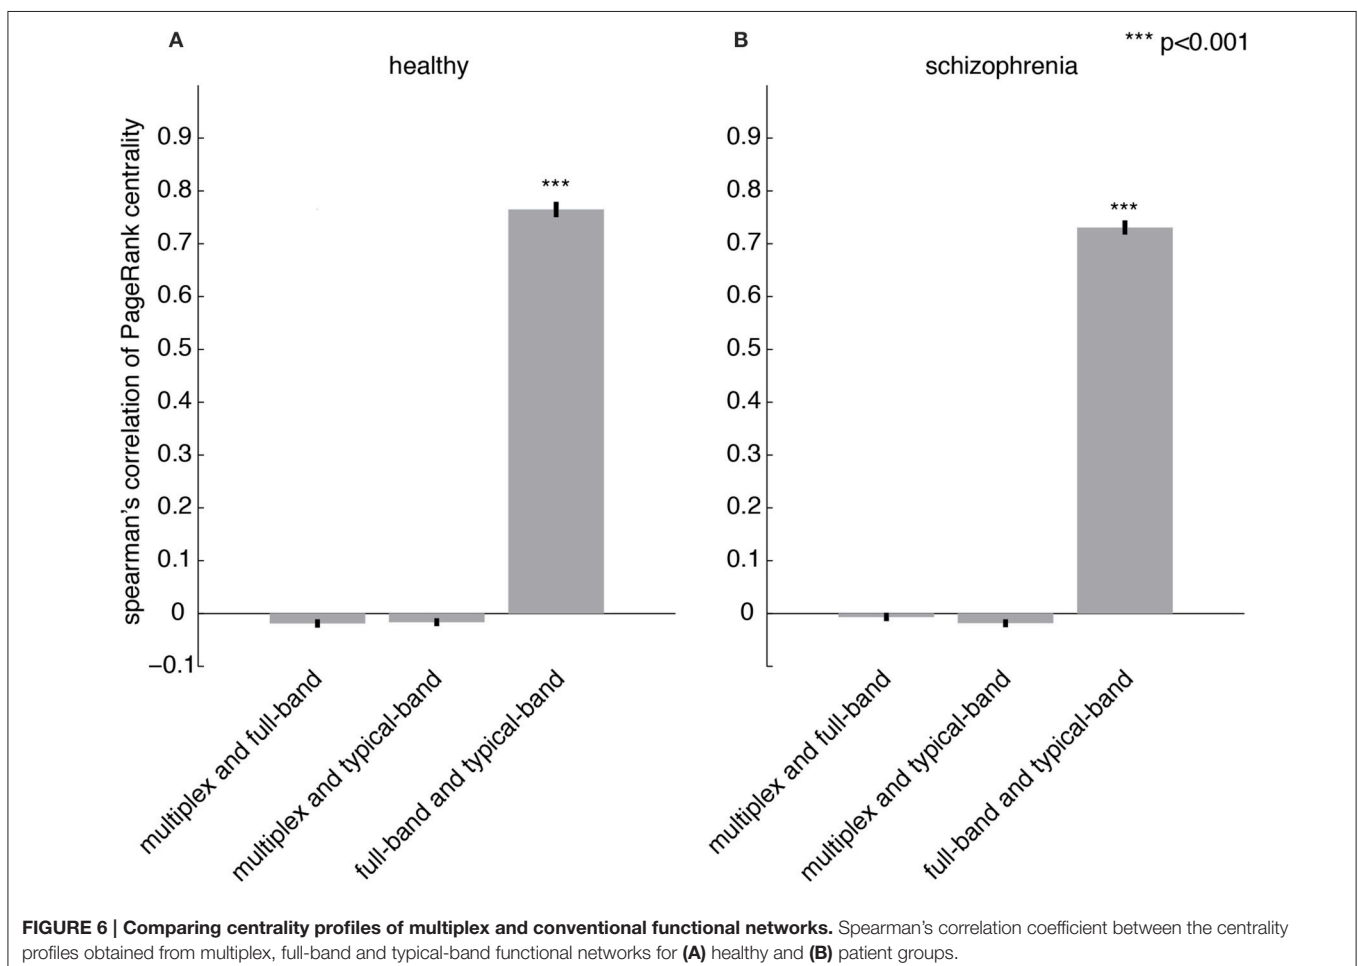 A
healthy
spearman's correlation of PageRank centrality
0.9
0.8
0.7
0.6
0.5
0.4
0.3
0.2
0.1
0
−0.1
***
multiplex and full-band
multiplex and typical-band
full-band and typical-band
B
*** p<0.001
schizophrenia
0.9
0.8
0.7
0.6
0.5
0.4
0.3
0.2
0.1
0
***
multiplex and full-band
multiplex and typical-band
full-band and typical-band
FIGURE 6 | Comparing centrality profiles of multiplex and conventional functional networks. Spearman's correlation coefficient between the centrality
profiles obtained from multiplex, full-band and typical-band functional networks for (A) healthy and (B) patient groups.